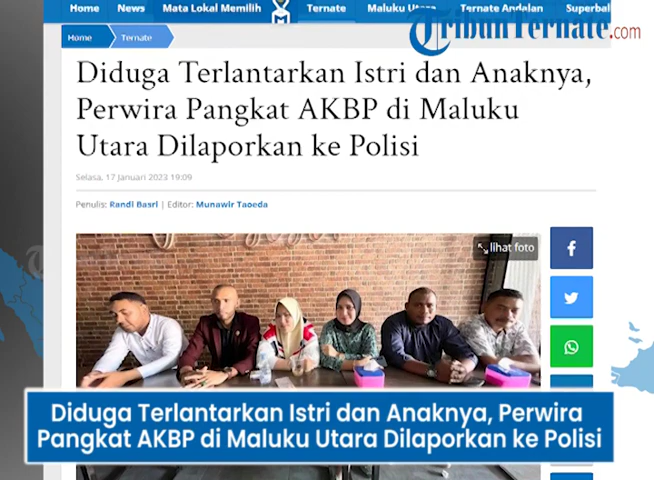 Home News Mata Lokal Memilih Ternate Maluku Utara Ternate Andalan Superbal
TribunTernate.com
Home Ternate
Diduga Terlantarkan Istri dan Anaknya,
Perwira Pangkat AKBP di Maluku
Utara Dilaporkan ke Polisi
Selasa, 17 Januari 2023 19:09
Penulis: Randi Basri | Editor: Munawir Taoeda
lihat foto
Diduga Terlantarkan Istri dan Anaknya, Perwira
Pangkat AKBP di Maluku Utara Dilaporkan ke Polisi